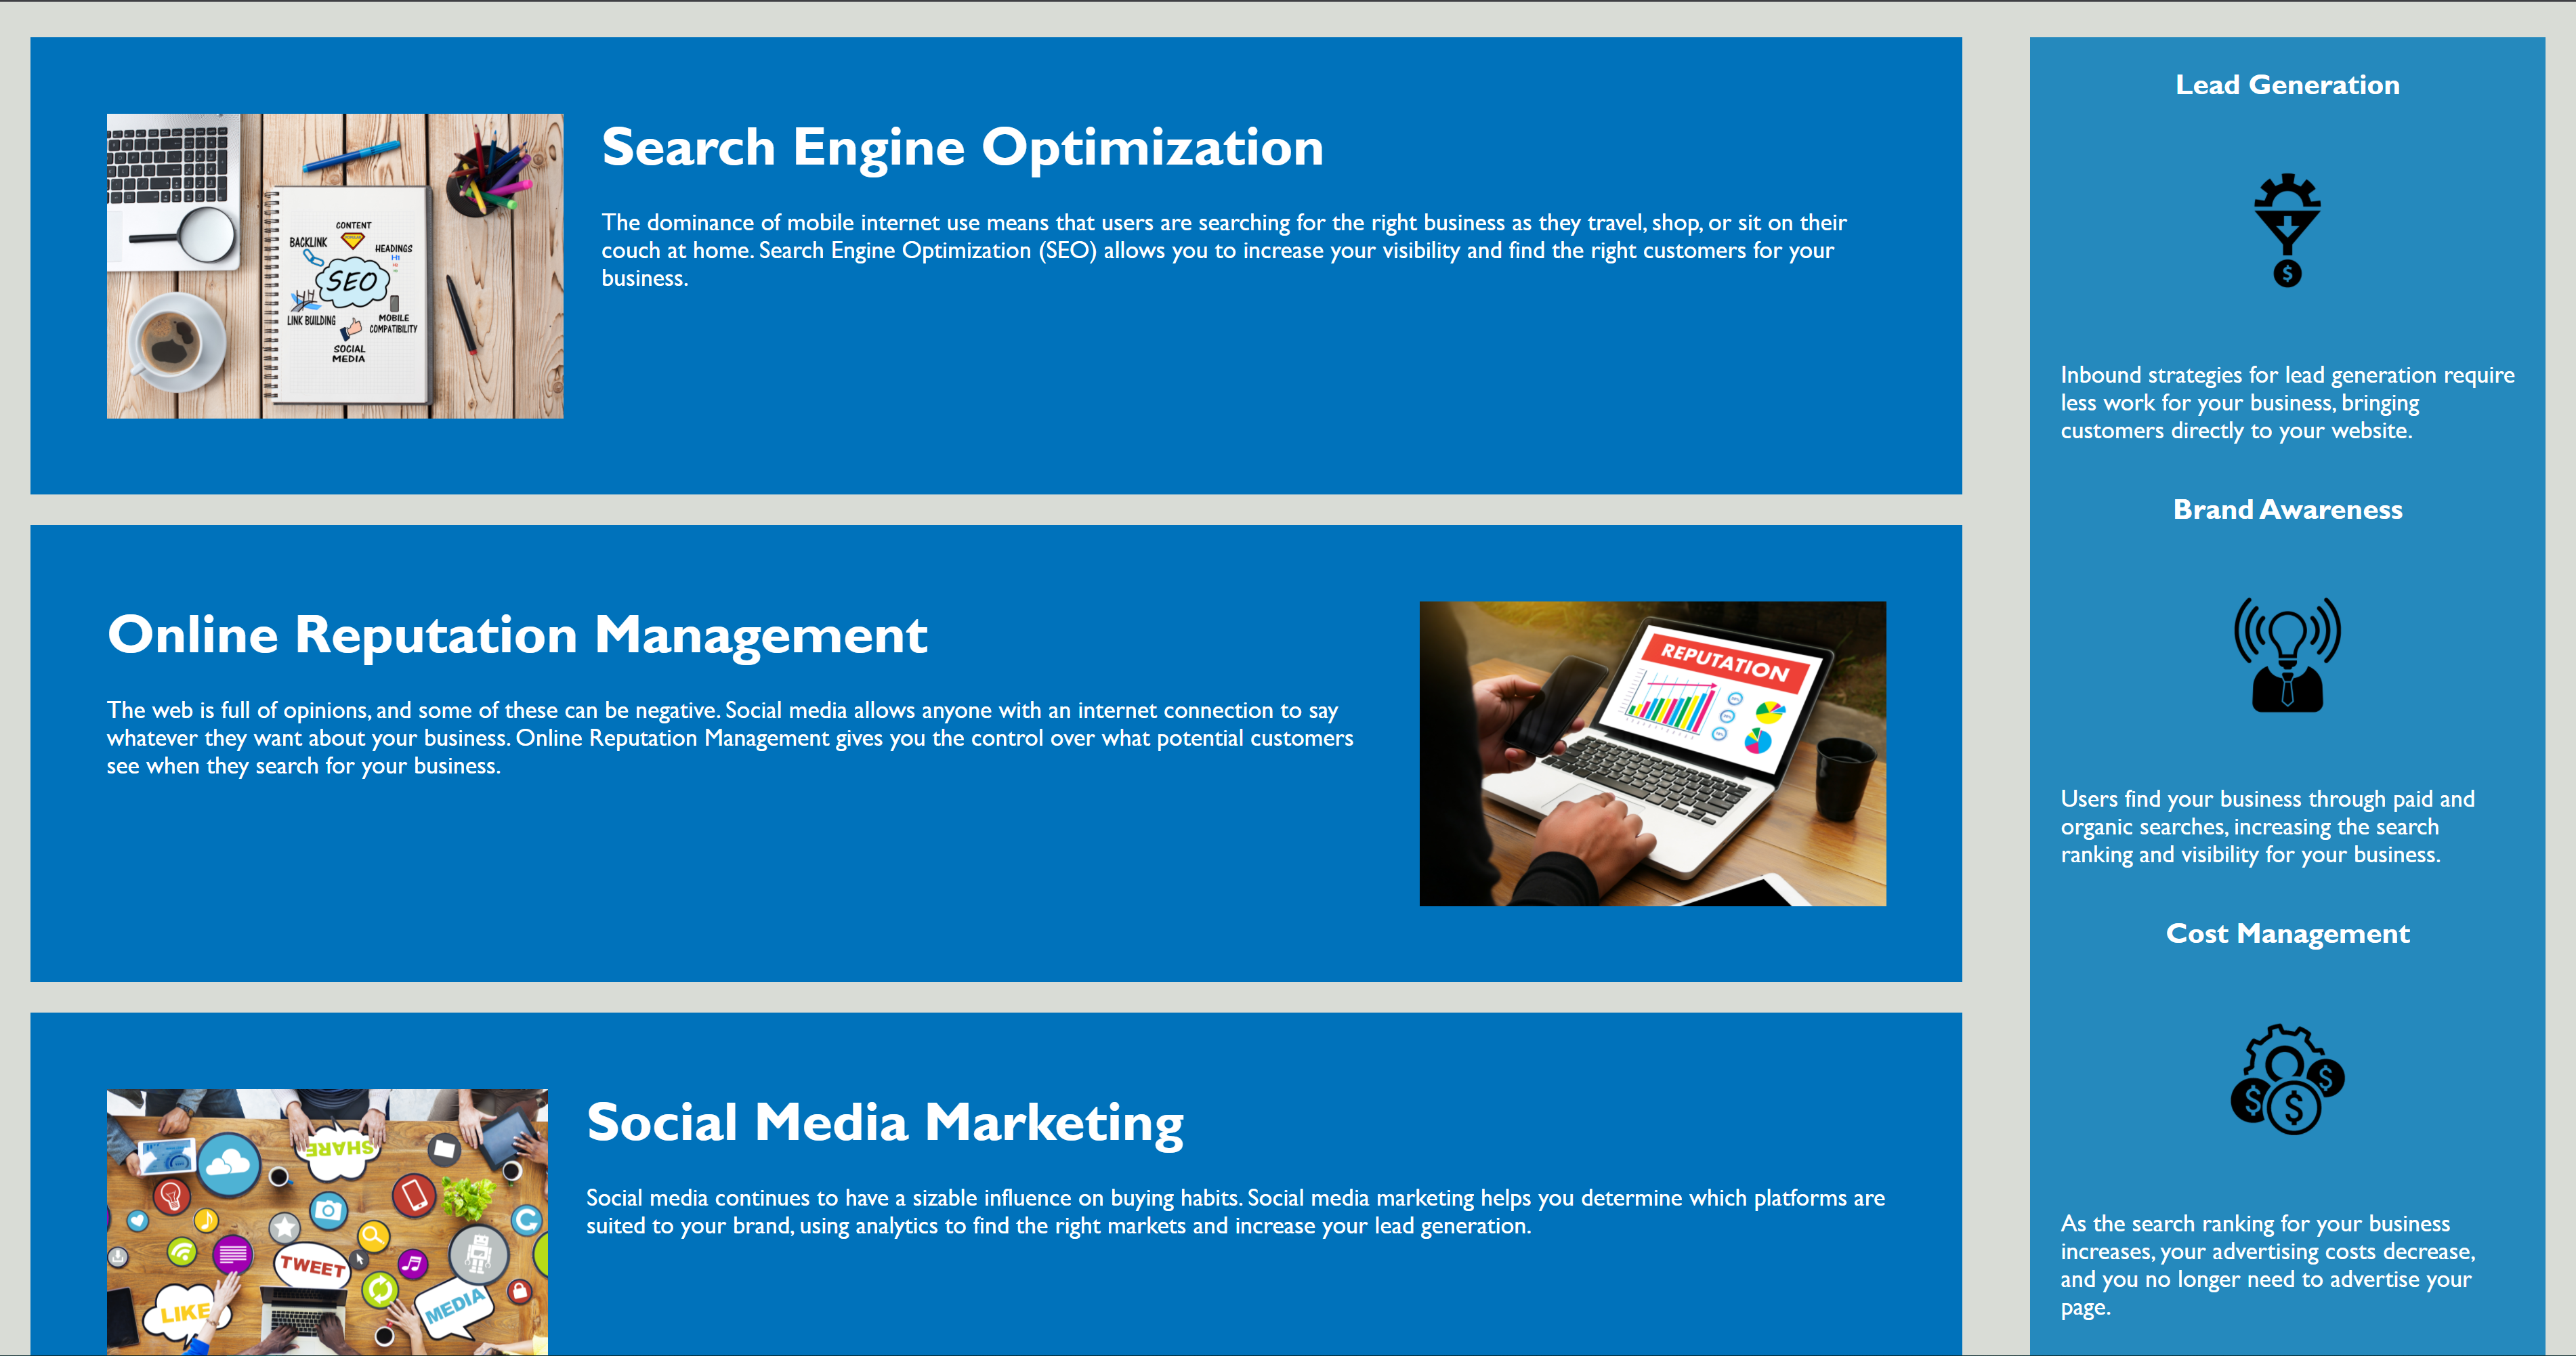 Search Engine Optimization
The dominance of mobile internet use means that users are searching for the right business as they travel, shop, or sit on their
couch at home. Search Engine Optimization (SEO) allows you to increase your visibility and find the right customers for your
business.
CONTENT
BACKLINK
HEADINGS
H1
SEO
LINK BUILDING
MOBILE
COMPATIBILITY
SOCIAL
MEDIA
Online Reputation Management
The web is full of opinions, and some of these can be negative. Social media allows anyone with an internet connection to say
whatever they want about your business. Online Reputation Management gives you the control over what potential customers
see when they search for your business.
REPUTATION
Social Media Marketing
Social media continues to have a sizable influence on buying habits. Social media marketing helps you determine which platforms are
suited to your brand, using analytics to find the right markets and increase your lead generation.
SHARE
TWEET
LIKE
MEDIA
Lead Generation
$
Inbound strategies for lead generation require
less work for your business, bringing
customers directly to your website.
Brand Awareness
Users find your business through paid and
organic searches, increasing the search
ranking and visibility for your business.
Cost Management
$
$
$
As the search ranking for your business
increases, your advertising costs decrease,
and you no longer need to advertise your
page.